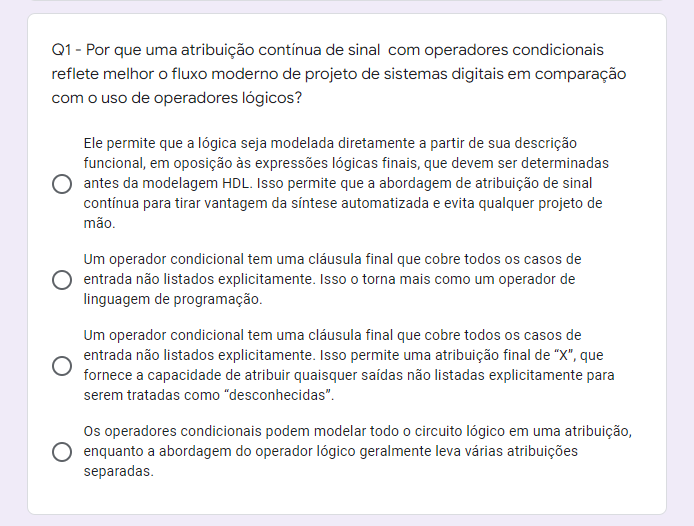 Q1 - Por que uma atribuição contínua de sinal  com operadores condicionais
reflete melhor o fluxo moderno de projeto de sistemas digitais em comparação
com o uso de operadores lógicos?
Ele permite que a lógica seja modelada diretamente a partir de sua descrição
funcional, em oposição às expressões lógicas finais, que devem ser determinadas
antes da modelagem HDL. Isso permite que a abordagem de atribuição de sinal
contínua para tirar vantagem da síntese automatizada e evita qualquer projeto de
mão.
Um operador condicional tem uma cláusula final que cobre todos os casos de
entrada não listados explicitamente. Isso o torna mais como um operador de
linguagem de programação.
Um operador condicional tem uma cláusula final que cobre todos os casos de
entrada não listados explicitamente. Isso permite uma atribuição final de “X”, que
fornece a capacidade de atribuir quaisquer saídas não listadas explicitamente para
serem tratadas como “desconhecidas”.
Os operadores condicionais podem modelar todo o circuito lógico em uma atribuição,
enquanto a abordagem do operador lógico geralmente leva várias atribuições
separadas.